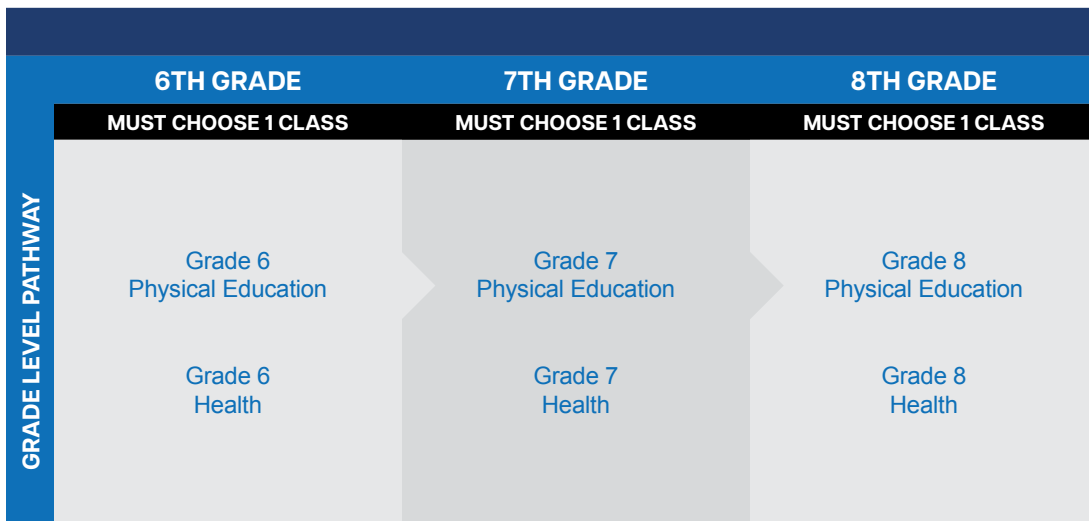 6TH GRADE
7TH GRADE
8TH GRADE
MUST CHOOSE 1 CLASS
MUST CHOOSE 1 CLASS
MUST CHOOSE 1 CLASS
GRADE LEVEL PATHWAY
Grade 6
Physical Education
Grade 6
Health
Grade 7
Physical Education
Grade 7
Health
Grade 8
Physical Education
Grade 8
Health